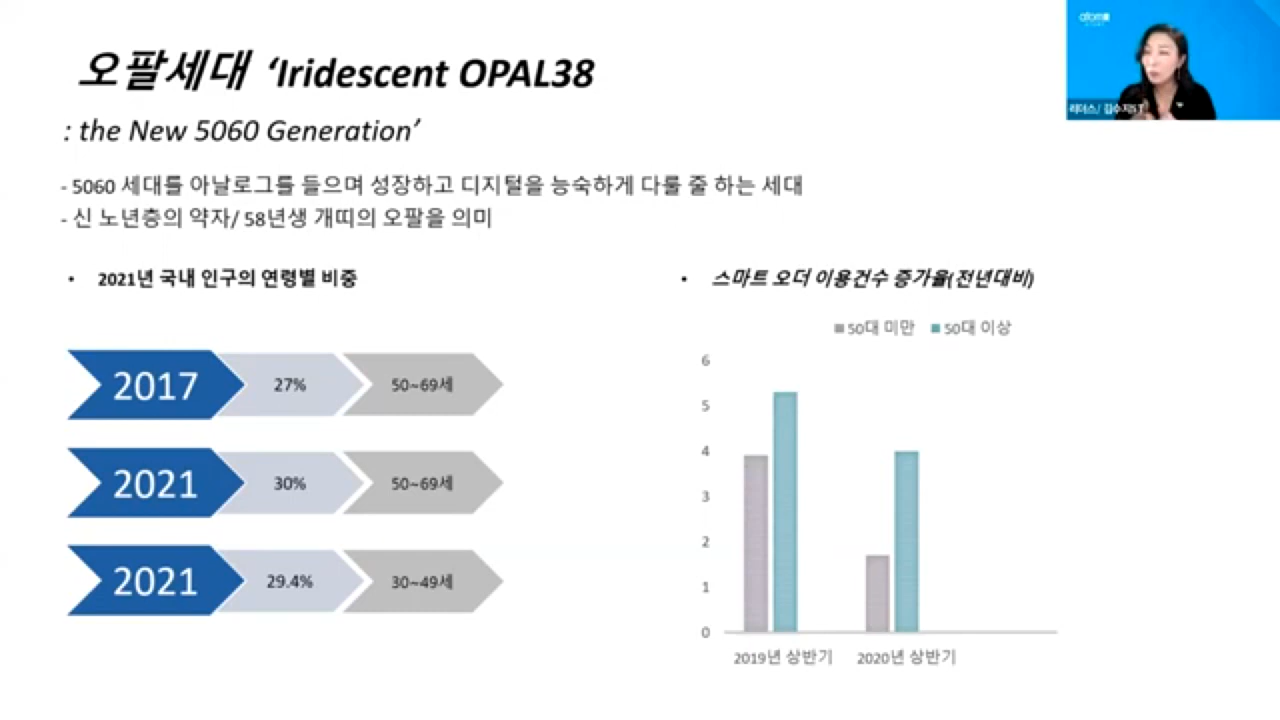 오팔세대 ‘Iridescent OPAL38
: the New 5060 Generation’
- 5060 세대를 아날로그를 들으며 성장하고 디지털을 능숙하게 다룰 줄 하는 세대
- 신 노년층의 약자/ 58년생 개띠의 오팔을 의미
• 2021년 국내 인구의 연령별 비중
2017 27% 50~69세
2021 30% 50~69세
2021 29.4% 30~49세
• 스마트 오더 이용건수 증가율(전년대비)
■ 50대 미만 ■ 50대 이상
6
5
4
3
2
1
0
2019년 상반기 2020년 상반기
atom